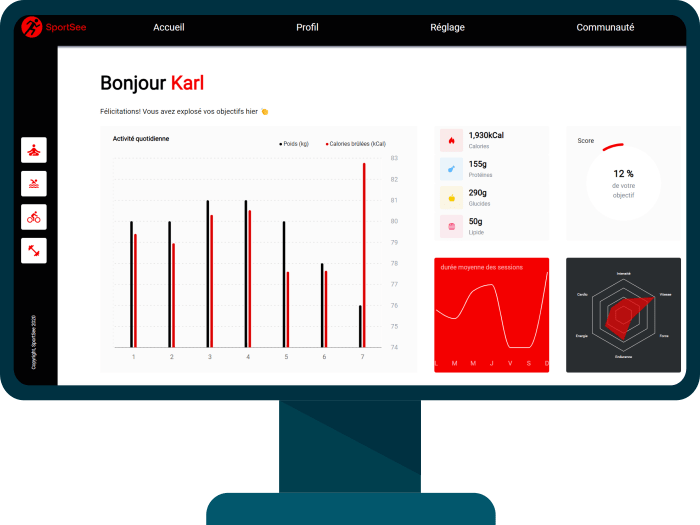 SportSee
Accueil
Profil
Réglage
Communauté
Bonjour Karl
Félicitations! Vous avez explosé vos objectifs hier 👏
Activité quotidienne
Poids (kg)
Calories brûlées (kCal)
83
82
81
80
79
78
77
76
75
74
1
2
3
4
5
6
7
1,930kCal
Calories
155g
Protéines
290g
Glucides
50g
Lipide
Score
12 %
de votre
objectif
durée moyenne des sessions
L M M J V S D
Intensité
Vitesse
Force
Endurance
Energie
Cardio
Copyright, SportSee 2020